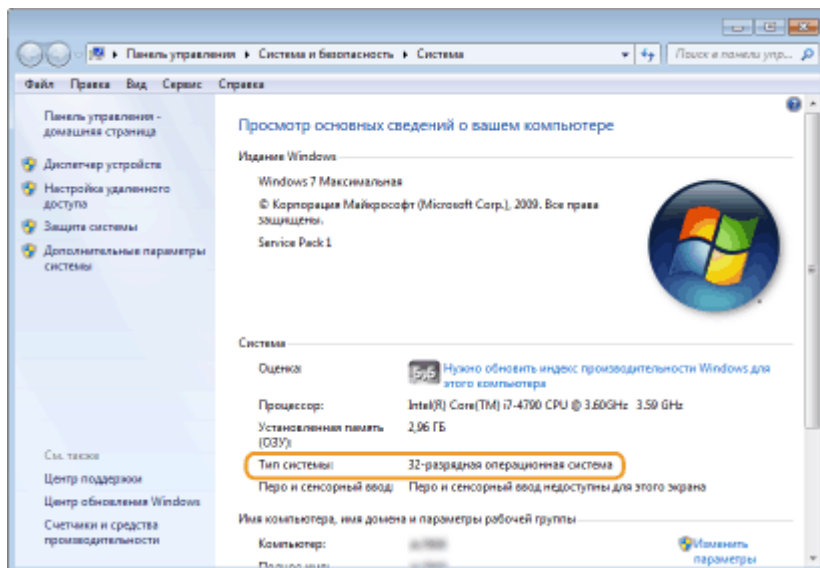 Панель управления ▸ Система и безопасность ▸ Система
Поиск в панели упр...
Файл Правка Вид Сервис Справка
Панель управления -
домашняя страница
Диспетчер устройств
Настройка удаленного
доступа
Защита системы
Дополнительные параметры
системы
См. также
Центр поддержки
Центр обновления Windows
Счетчики и средства
производительности
Просмотр основных сведений о вашем компьютере
Издание Windows
Windows 7 Максимальная
© Корпорация Майкрософт (Microsoft Corp.), 2009. Все права
защищены.
Service Pack 1
Система
Оценка: 5,6 Нужно обновить индекс производительности Windows для
этого компьютера
Процессор: Intel(R) Core(TM) i7-4790 CPU @ 3.60GHz 3.59 GHz
Установленная память
(ОЗУ): 2,96 ГБ
Тип системы: 32-разрядная операционная система
Перо и сенсорный ввод: Перо и сенсорный ввод недоступны для этого экрана
Имя компьютера, имя домена и параметры рабочей группы
Компьютер:
Изменить
параметры